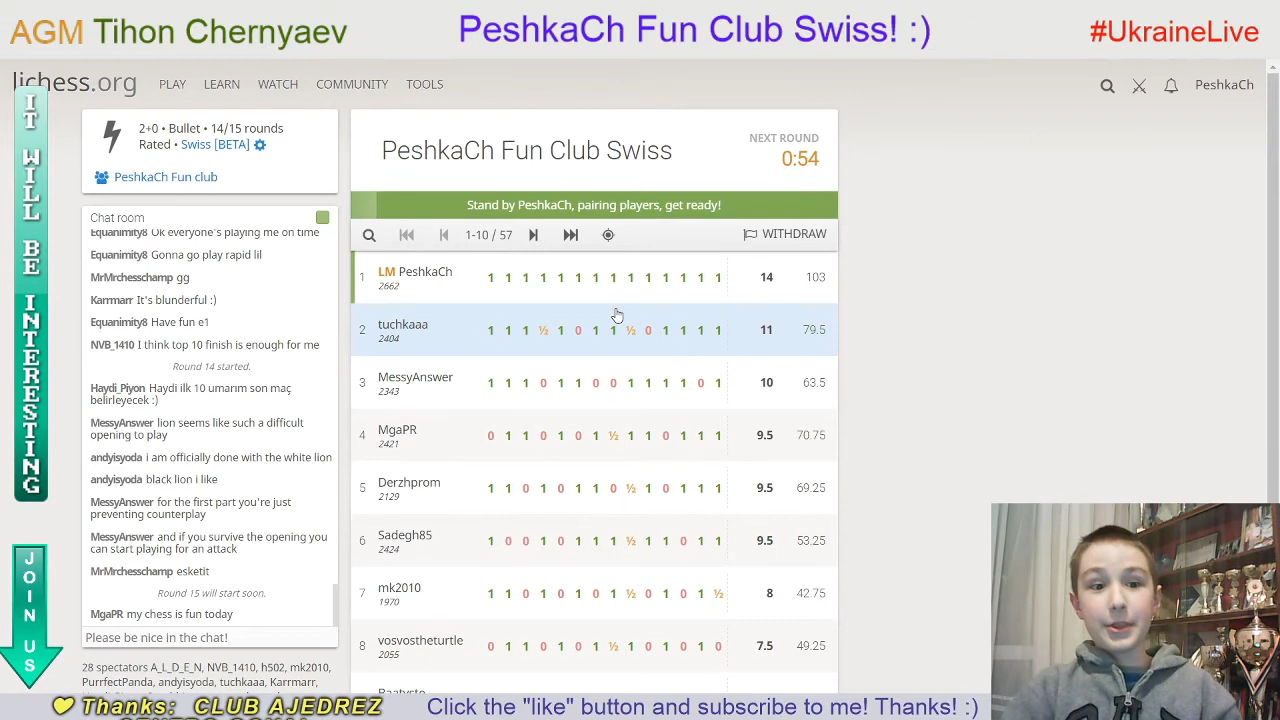 AGM Tihon Chernyaev
PeshkaCh Fun Club Swiss! :)
#UkraineLive
lichess.org PLAY LEARN WATCH COMMUNITY TOOLS PeshkaCh
IT WILL BE INTERESTING
JOIN US
2+0 • Bullet • 14/15 rounds
Rated • Swiss [BETA]
PeshkaCh Fun club
Chat room
Equanimity8 Ok everyone's playing me on time
Equanimity8 Gonna go play rapid lil
MrMrchesschamp gg
Karrmarr It's blunderful :)
Equanimity8 Have fun e1
NVB_1410 I think top 10 finish is enough for me
Round 14 started.
Haydi_Piyon Haydi ilk 10 umarım son maç
belirleyecek :)
MessyAnswer lion seems like such a difficult
opening to play
andyisyoda i am officially done with the white lion
andyisyoda black lion i like
MessyAnswer for the first part you're just
preventing counterplay
MessyAnswer and if you survive the opening you
can start playing for an attack
MrMrchesschamp esketit
Round 15 will start soon.
MgaPR my chess is fun today
Please be nice in the chat!
28 spectators A_L_D_E_N, NVB_1410, h502, mk2010,
PurrfectPanda, andyisyoda, tuchkaaa, Karrmarr,
PeshkaCh Fun Club Swiss
NEXT ROUND
0:54
Stand by PeshkaCh, pairing players, get ready!
1-10 / 57 WITHDRAW
1 LM PeshkaCh 1 1 1 1 1 1 1 1 1 1 1 1 1 1 14 103
2662
2 tuchkaaa 1 1 1 ½ 1 0 1 1 ½ 0 1 1 1 1 11 79.5
2404
3 MessyAnswer 1 1 1 0 1 1 0 0 1 1 1 1 0 1 10 63.5
2343
4 MgaPR 0 1 1 0 1 0 1 ½ 1 1 0 1 1 1 9.5 70.75
2421
5 Derzhprom 1 1 0 1 0 1 1 0 ½ 1 0 1 1 1 9.5 69.25
2129
6 Sadegh85 1 0 0 1 0 1 1 1 ½ 1 1 0 1 1 9.5 53.25
2424
7 mk2010 1 1 0 1 0 1 0 1 ½ 0 1 0 1 ½ 8 42.75
1970
8 vosvostheturtle 0 1 1 0 1 0 1 ½ 1 0 1 0 1 0 7.5 49.25
2055
Thanks: CLUB AJEDREZ
Click the "like" button and subscribe to me! Thanks! :)